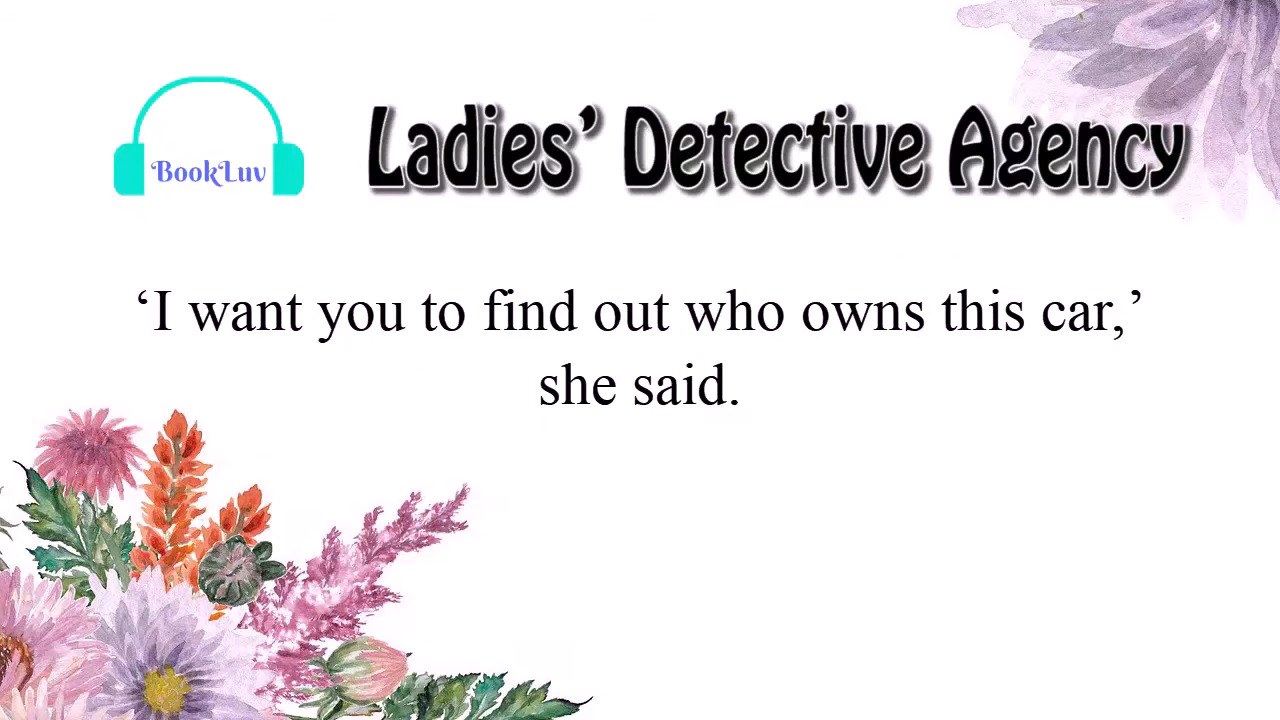 BookLuv
Ladies’ Detective Agency
‘I want you to find out who owns this car,’
she said.